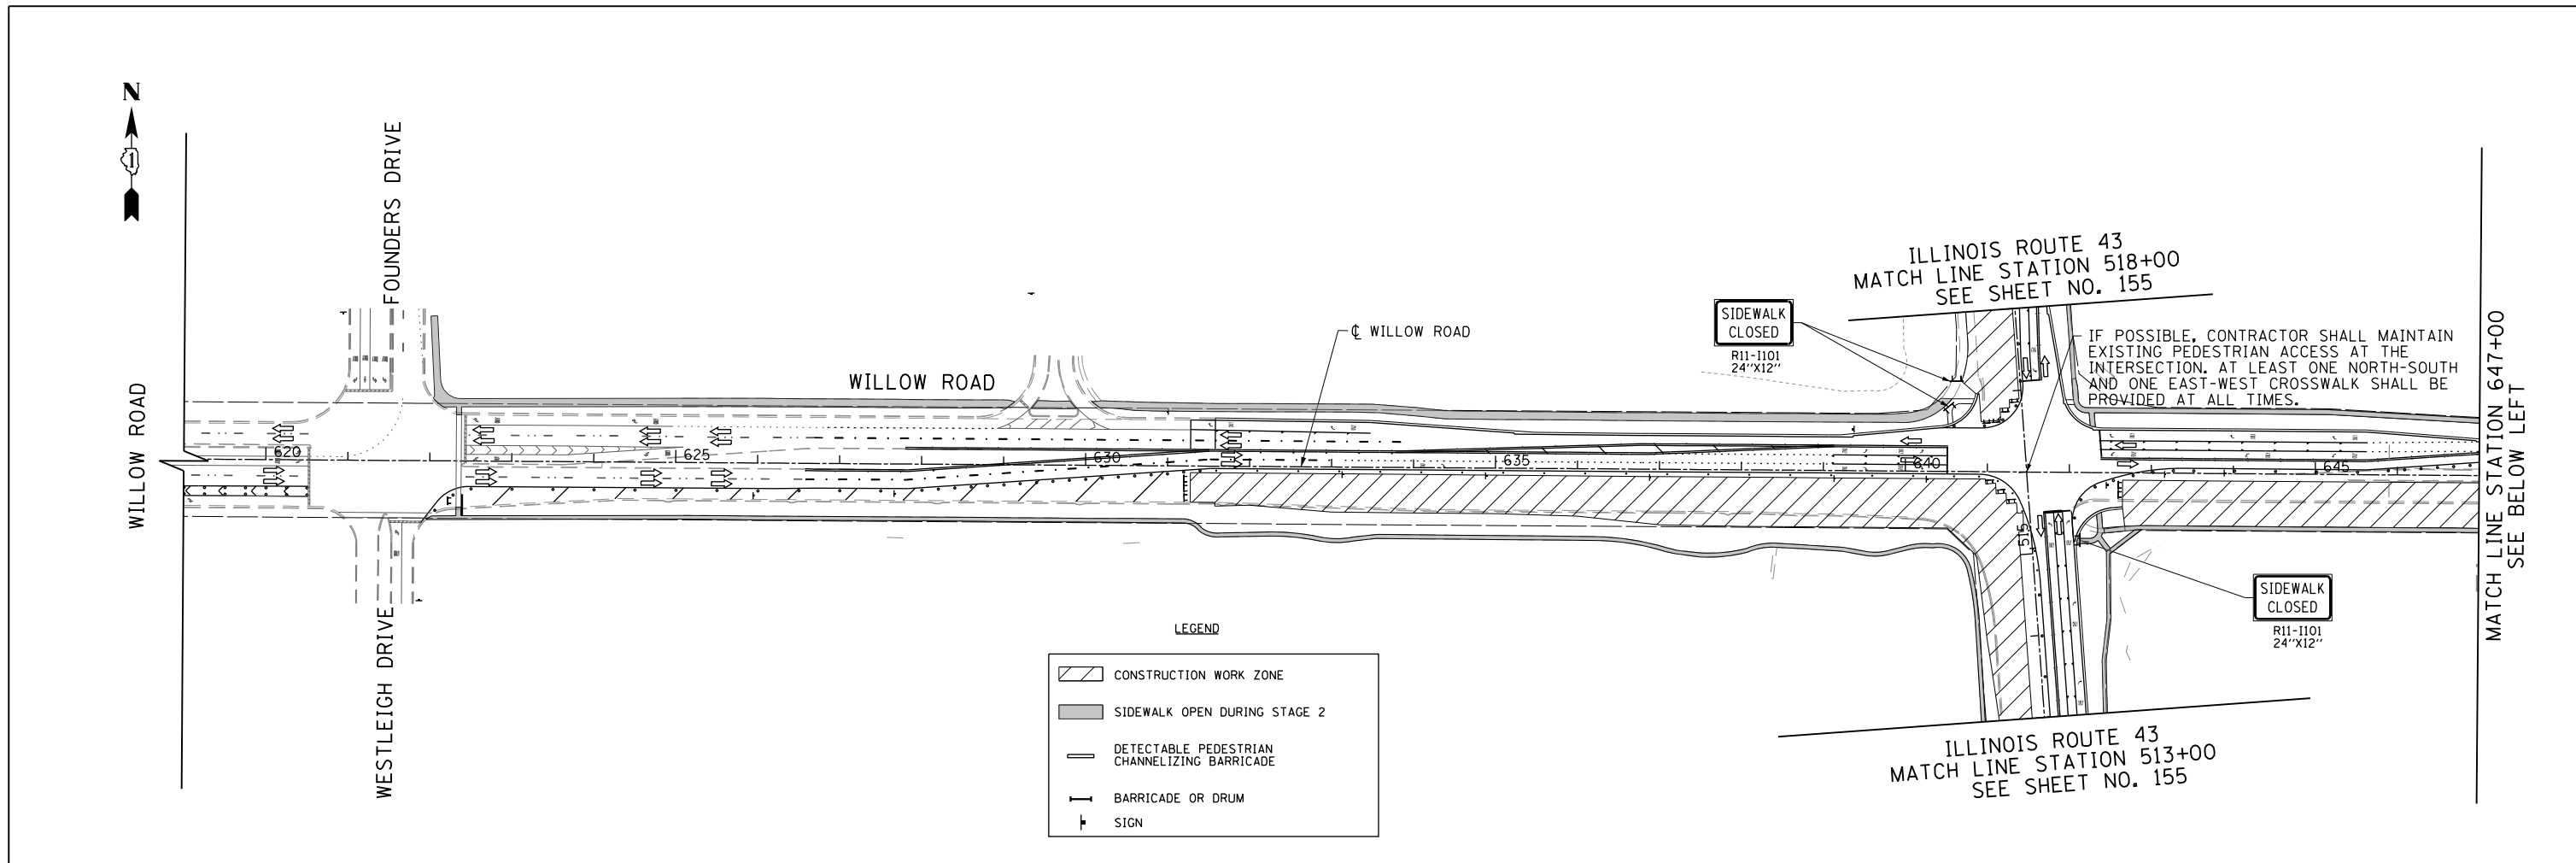 N
1
FOUNDERS DRIVE
WILLOW ROAD
WESTLEIGH DRIVE
WILLOW ROAD
℄ WILLOW ROAD
620
625
630
635
640
645
515
SIDEWALK
CLOSED
R11-I101
24''X12''
ILLINOIS ROUTE 43
MATCH LINE STATION 518+00
SEE SHEET NO. 155
IF POSSIBLE, CONTRACTOR SHALL MAINTAIN
EXISTING PEDESTRIAN ACCESS AT THE
INTERSECTION. AT LEAST ONE NORTH-SOUTH
AND ONE EAST-WEST CROSSWALK SHALL BE
PROVIDED AT ALL TIMES.
MATCH LINE STATION 647+00
SEE BELOW LEFT
SIDEWALK
CLOSED
R11-I101
24''X12''
ILLINOIS ROUTE 43
MATCH LINE STATION 513+00
SEE SHEET NO. 155
LEGEND
CONSTRUCTION WORK ZONE
SIDEWALK OPEN DURING STAGE 2
DETECTABLE PEDESTRIAN
CHANNELIZING BARRICADE
BARRICADE OR DRUM
SIGN